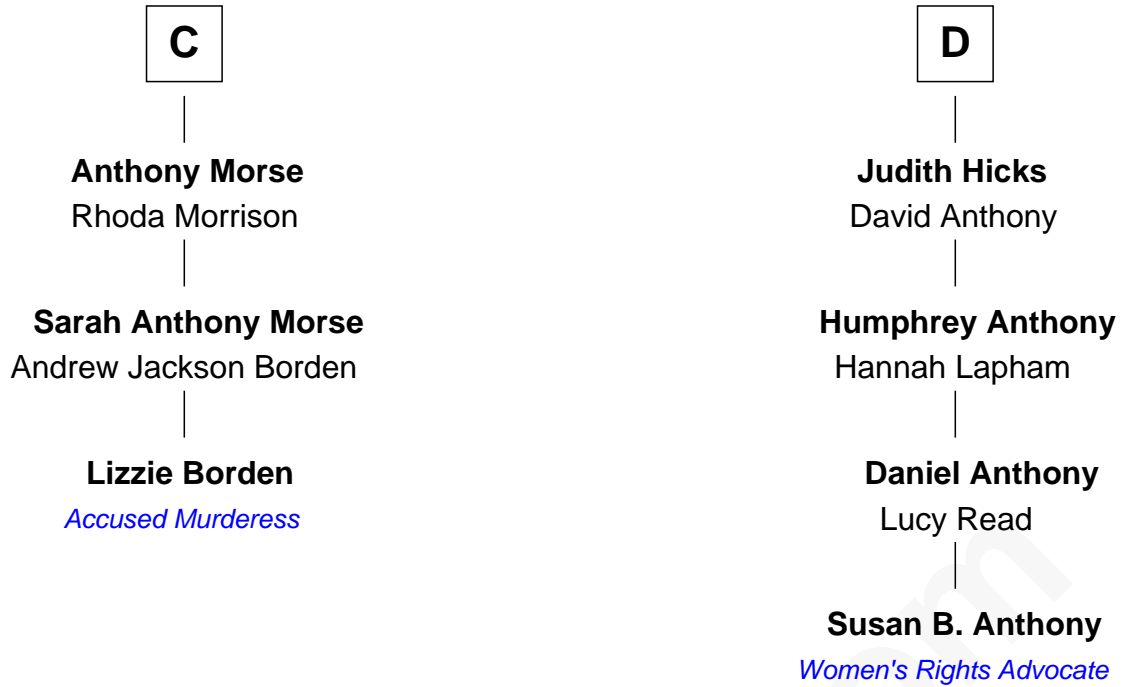 C
Anthony Morse
Rhoda Morrison
Sarah Anthony Morse
Andrew Jackson Borden
Lizzie Borden
Accused Murderess
D
Judith Hicks
David Anthony
Humphrey Anthony
Hannah Lapham
Daniel Anthony
Lucy Read
Susan B. Anthony
Women's Rights Advocate